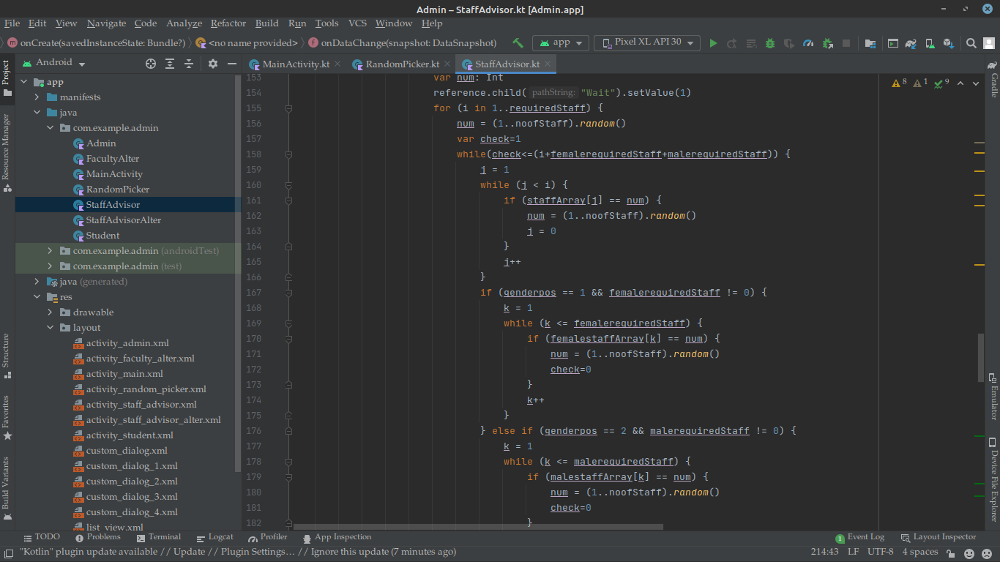 Admin – StaffAdvisor.kt [Admin.app]
File Edit View Navigate Code Analyze Refactor Build Run Tools VCS Window Help
onCreate(savedInstanceState: Bundle?) <no name provided> onDataChange(snapshot: DataSnapshot) app Pixel XL API 30
Android
MainActivity.kt RandomPicker.kt StaffAdvisor.kt
Project
Resource Manager
Structure
Favorites
Build Variants
app
manifests
java
com.example.admin
Admin
FacultyAlter
MainActivity
RandomPicker
StaffAdvisor
StaffAdvisorAlter
Student
com.example.admin (androidTest)
com.example.admin (test)
java (generated)
res
drawable
layout
activity_admin.xml
activity_faculty_alter.xml
activity_main.xml
activity_random_picker.xml
activity_staff_advisor.xml
activity_staff_advisor_alter.xml
activity_student.xml
custom_dialog.xml
custom_dialog_1.xml
custom_dialog_2.xml
custom_dialog_3.xml
custom_dialog_4.xml
list_view.xml
8 1 9
153 var num: Int
154 reference.child( pathString: "Wait").setValue(1)
155 for (i in 1..requiredStaff) {
156 num = (1..noofStaff).random()
157 var check=1
158 while(check<=(i+femalerequiredStaff+malerequiredStaff)) {
159 j = 1
160 while (j < i) {
161 if (staffArray[j] == num) {
162 num = (1..noofStaff).random()
163 j = 0
164 }
165 j++
166 }
167 if (genderpos == 1 && femalerequiredStaff != 0) {
168 k = 1
169 while (k <= femalerequiredStaff) {
170 if (femalestaffArray[k] == num) {
171 num = (1..noofStaff).random()
172 check=0
173 }
174 k++
175 }
176 } else if (genderpos == 2 && malerequiredStaff != 0) {
177 k = 1
178 while (k <= malerequiredStaff) {
179 if (malestaffArray[k] == num) {
180 num = (1..noofStaff).random()
181 check=0
182 }
Gradle
Emulator
Device File Explorer
TODO Problems Terminal Logcat Profiler App Inspection 1 Event Log Layout Inspector
"Kotlin" plugin update available // Update // Plugin Settings... // Ignore this update (7 minutes ago) 214:43 LF UTF-8 4 spaces